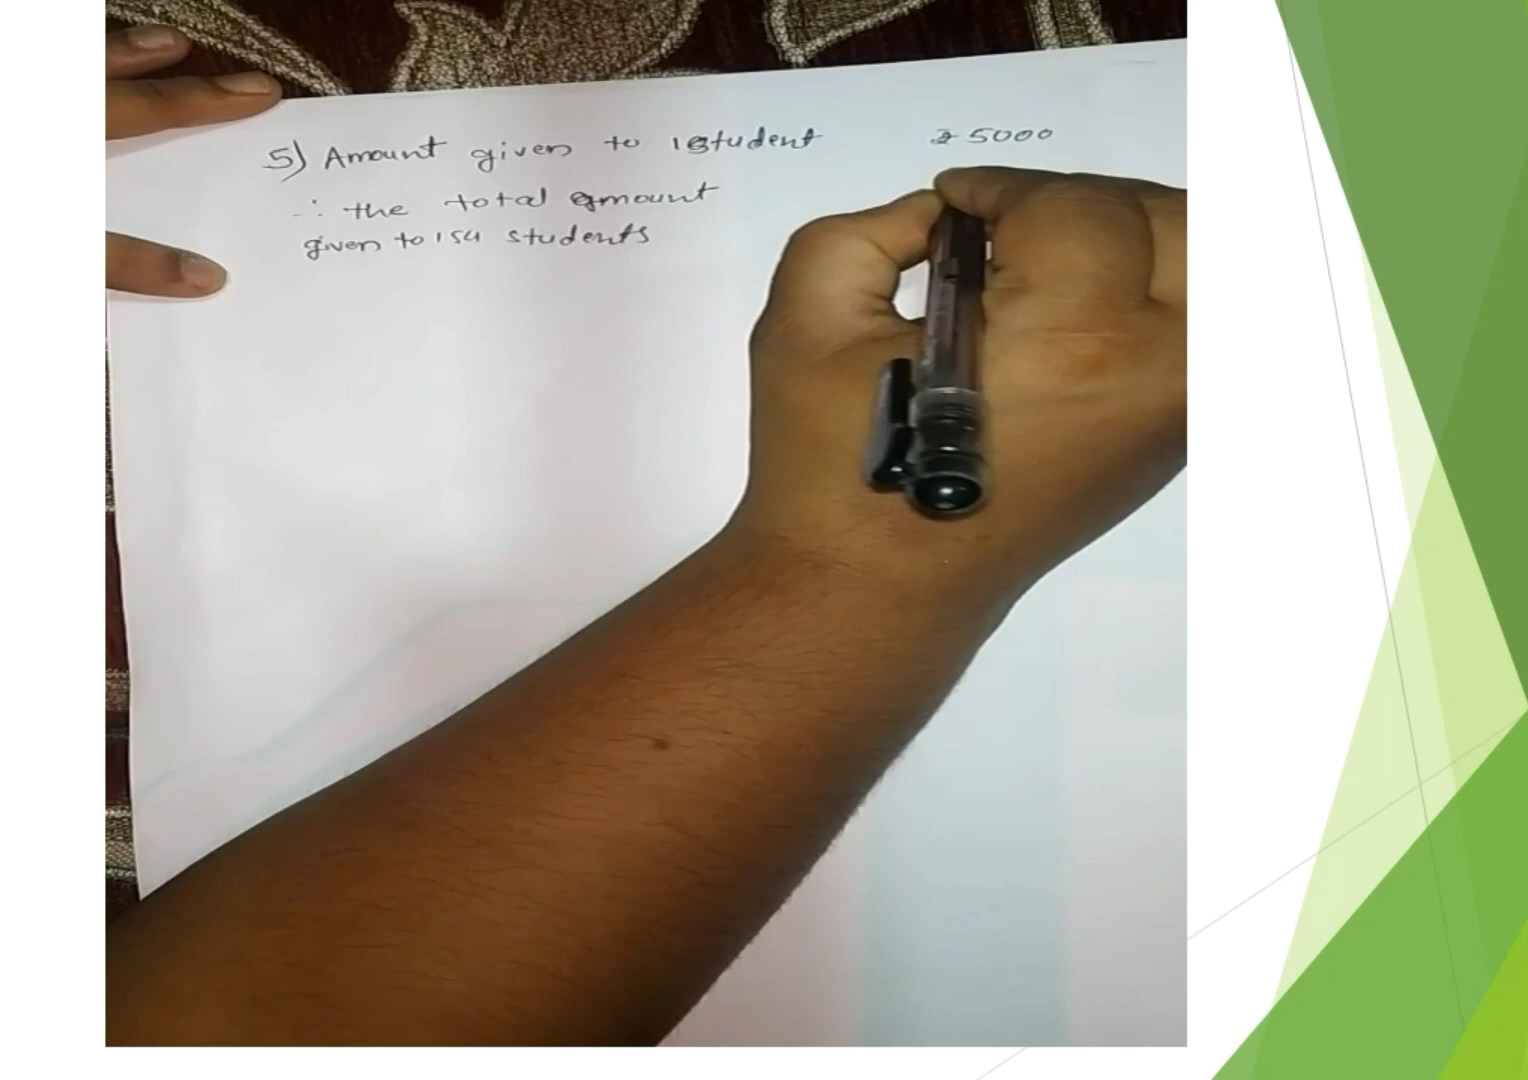 5) Amount given to 1 student ₹ 5000
∴ the total amount
given to 154 students